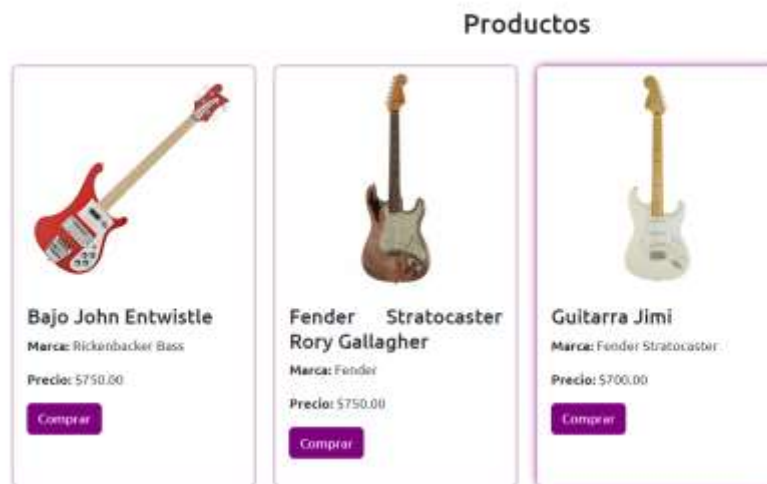 Productos
Bajo John Entwistle
Marca: Rickenbacker Bass
Precio: $750.00
Comprar
Fender Stratocaster
Rory Gallagher
Marca: Fender
Precio: $750.00
Comprar
Guitarra Jimi
Marca: Fender Stratocaster
Precio: $700.00
Comprar